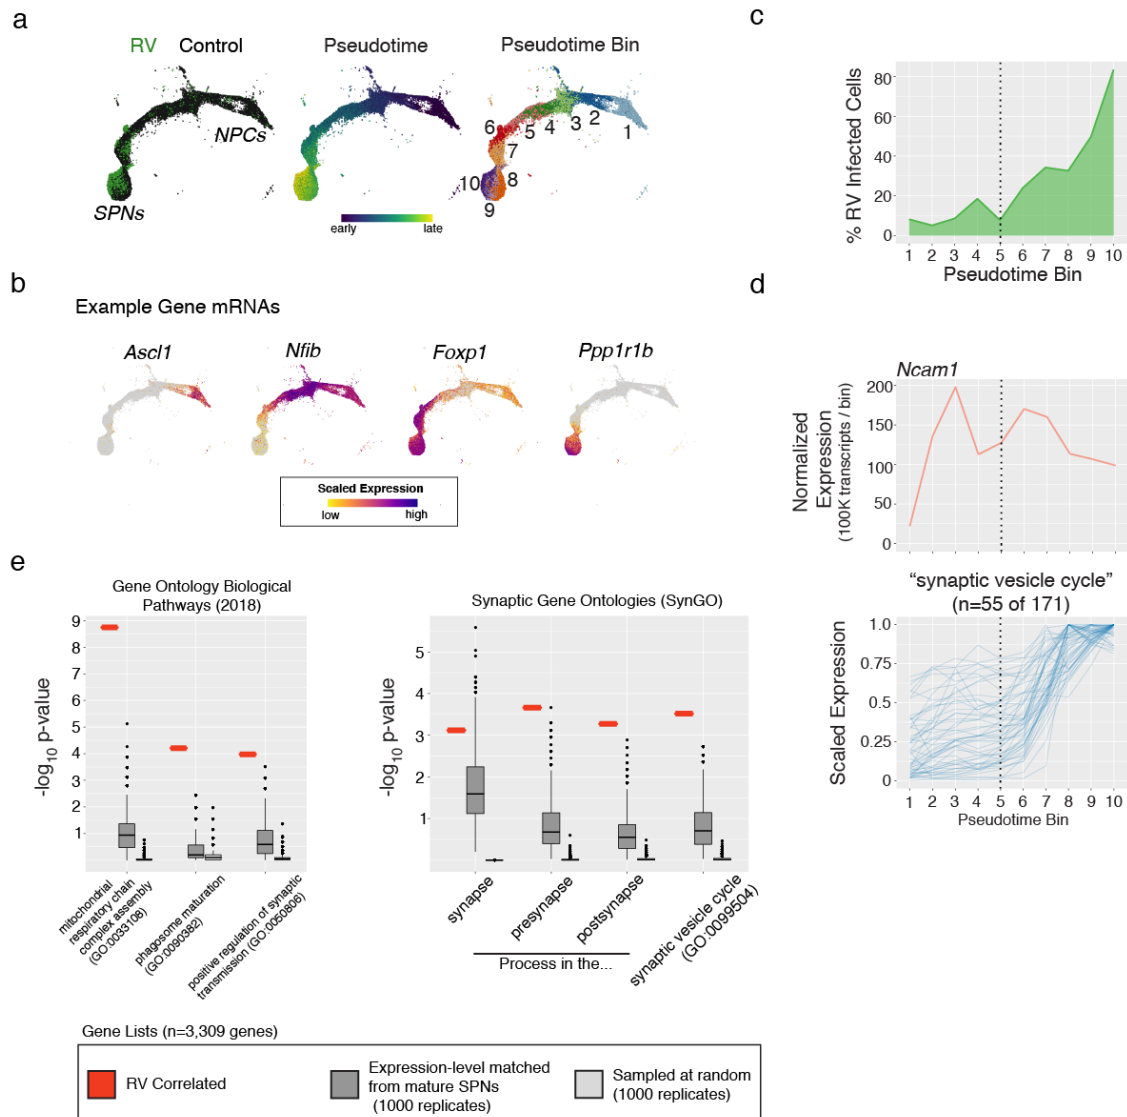 a
RV Control
NPCs
SPNs
Pseudotime
early late
Pseudotime Bin
1
2
3
4
5
6
7
8
9
10
b
Example Gene mRNAs
Ascl1
Nfib
Foxp1
Ppp1r1b
Scaled Expression
low high
c
% RV Infected Cells
80
60
40
20
0
1 2 3 4 5 6 7 8 9 10
Pseudotime Bin
d
Ncam1
Normalized
Expression
(100K transcripts / bin)
200
150
100
50
0
“synaptic vesicle cycle”
(n=55 of 171)
Scaled Expression
1.0
0.75
0.5
0.25
0
1 2 3 4 5 6 7 8 9 10
Pseudotime Bin
e
Gene Ontology Biological
Pathways (2018)
-log10 p-value
9
8
7
6
5
4
3
2
1
mitochondrial
respiratory chain
complex assembly
(GO:0033108)
phagosome maturation
(GO:0090382)
positive regulation of synaptic
transmission (GO:0050806)
Synaptic Gene Ontologies (SynGO)
-log10 p-value
5
4
3
2
1
synapse
presynapse
postsynapse
Process in the...
synaptic vesicle cycle
(GO:0099504)
Gene Lists (n=3,309 genes)
RV Correlated
Expression-level matched
from mature SPNs
(1000 replicates)
Sampled at random
(1000 replicates)